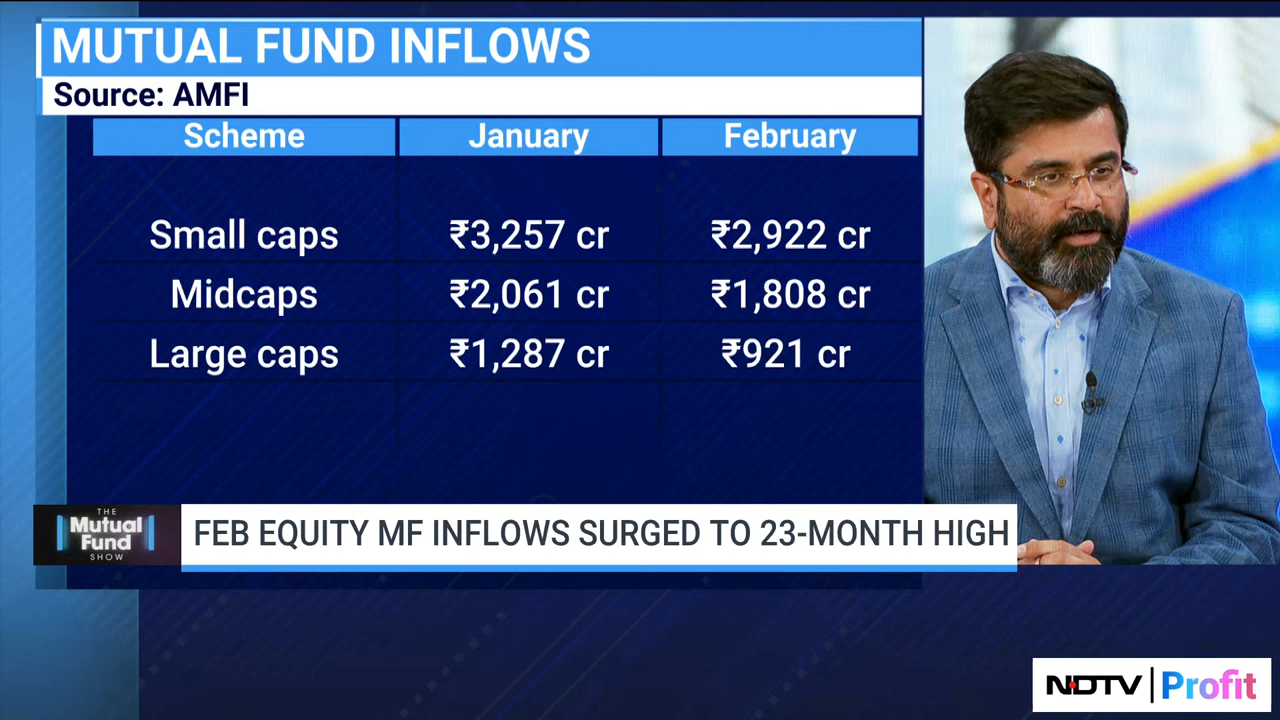 MUTUAL FUND INFLOWS
Source: AMFI
Scheme January February
Small caps ₹3,257 cr ₹2,922 cr
Midcaps ₹2,061 cr ₹1,808 cr
Large caps ₹1,287 cr ₹921 cr
THE
Mutual
Fund
SHOW
FEB EQUITY MF INFLOWS SURGED TO 23-MONTH HIGH
NDTV Profit